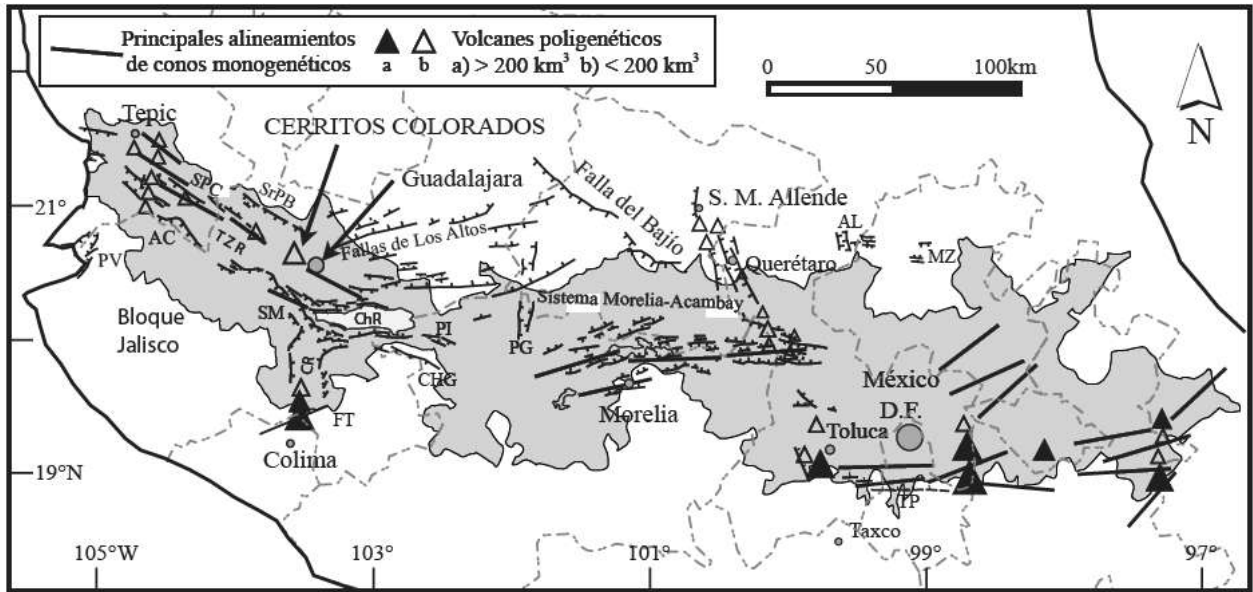 Principales alineamientos
de conos monogenéticos
a b
Volcanes poligenéticos
a) > 200 km³ b) < 200 km³
0 50 100km
N
Tepic
CERRITOS COLORADOS
Guadalajara
SPC
SrPB
21°
AC
TZR
Fallas de Los Altos
Falla del Bajío
S. M. Allende
AL
MZ
PV
Querétaro
Sistema Morelia-Acambay
Bloque
Jalisco
SM
ChR
PI
PG
CR
CHG
México
D.F.
Morelia
FT
Toluca
Colima
19°N
TP
Taxco
105°W 103° 101° 99° 97°